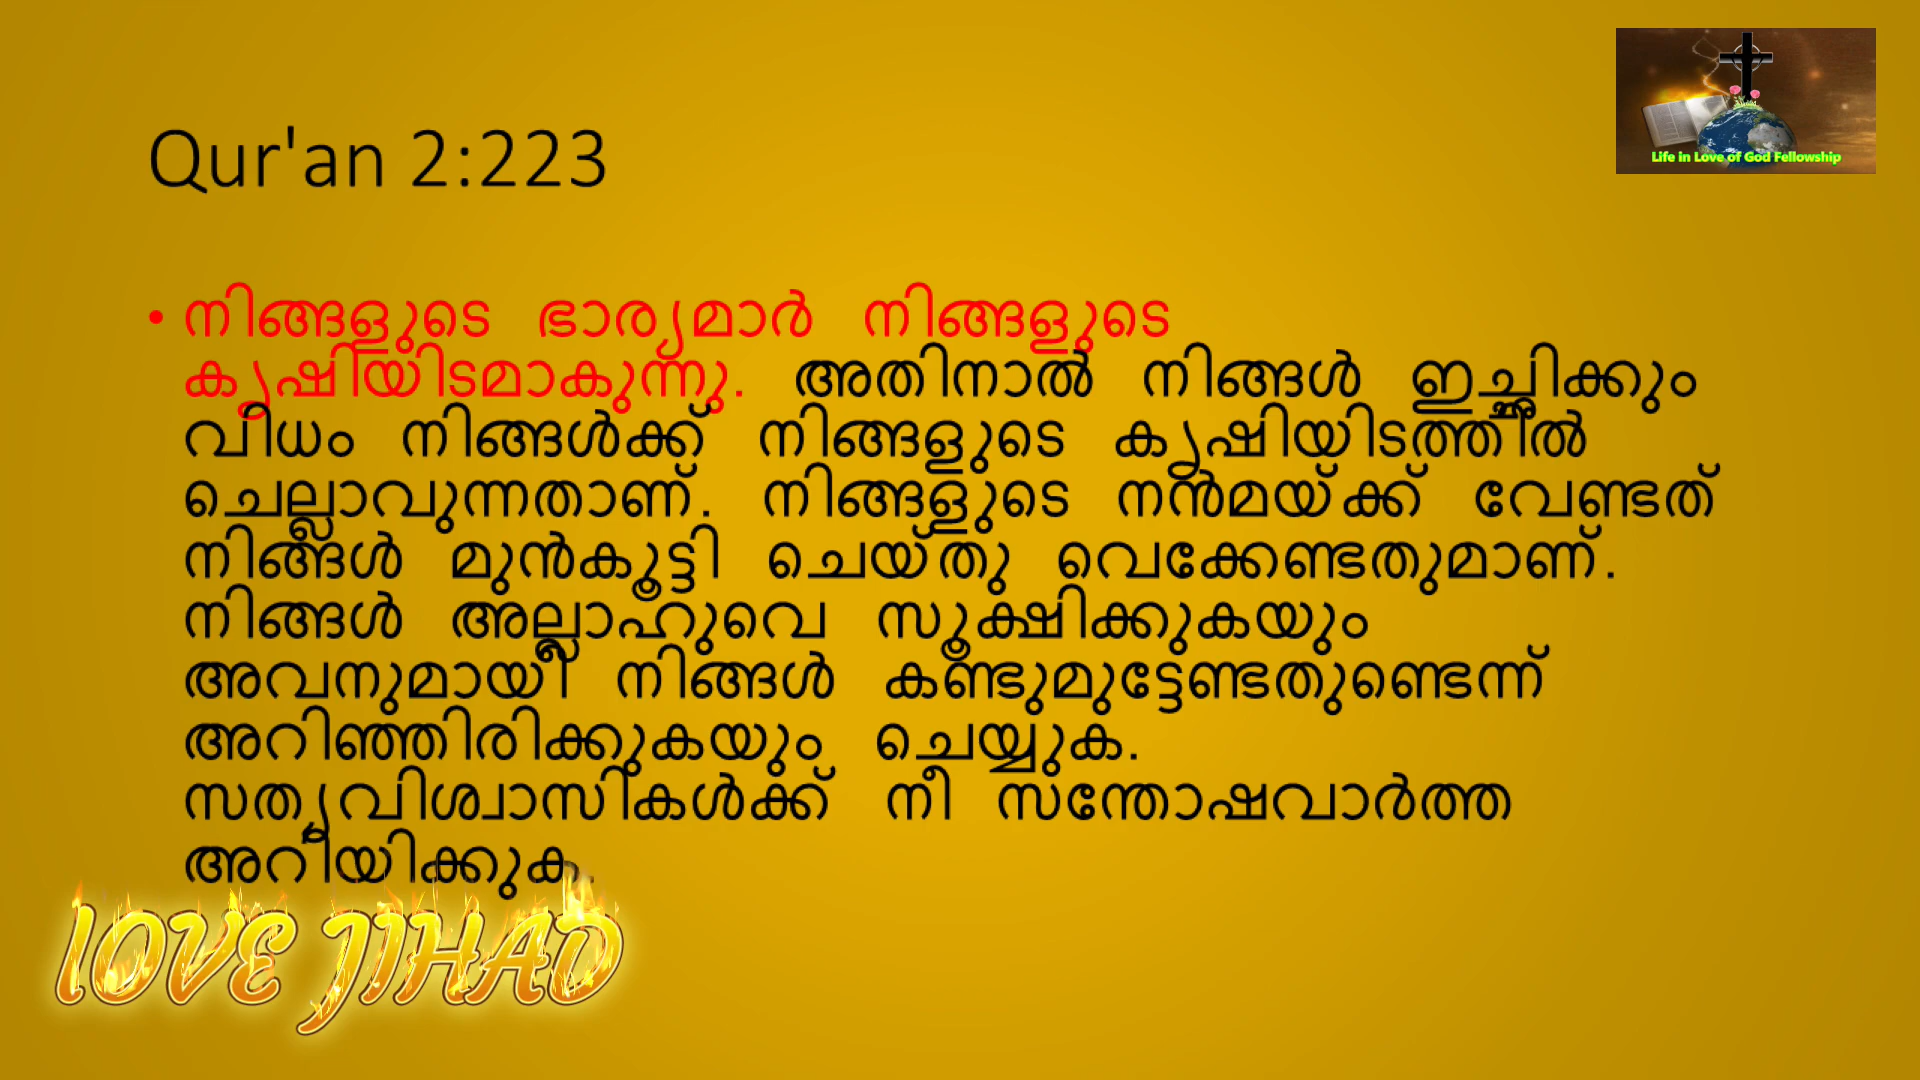 Life in Love of God Fellowship
Qur'an 2:223
• നിങ്ങളുടെ ഭാര്യമാർ നിങ്ങളുടെ
കൃഷിയിടമാകുന്നു. അതിനാൽ നിങ്ങൾ ഇച്ഛിക്കും
വിധം നിങ്ങൾക്ക് നിങ്ങളുടെ കൃഷിയിടത്തിൽ
ചെല്ലാവുന്നതാണ്. നിങ്ങളുടെ നൻമയ്ക്ക് വേണ്ടത്
നിങ്ങൾ മുൻകൂട്ടി ചെയ്തു വെക്കേണ്ടതുമാണ്.
നിങ്ങൾ അല്ലാഹുവെ സൂക്ഷിക്കുകയും
അവനുമായി നിങ്ങൾ കണ്ടുമുട്ടേണ്ടതുണ്ടെന്ന്
അറിഞ്ഞിരിക്കുകയും ചെയ്യുക.
സത്യവിശ്വാസികൾക്ക് നീ സന്തോഷവാർത്ത
അറിയിക്കുക.
LOVE JIHAD